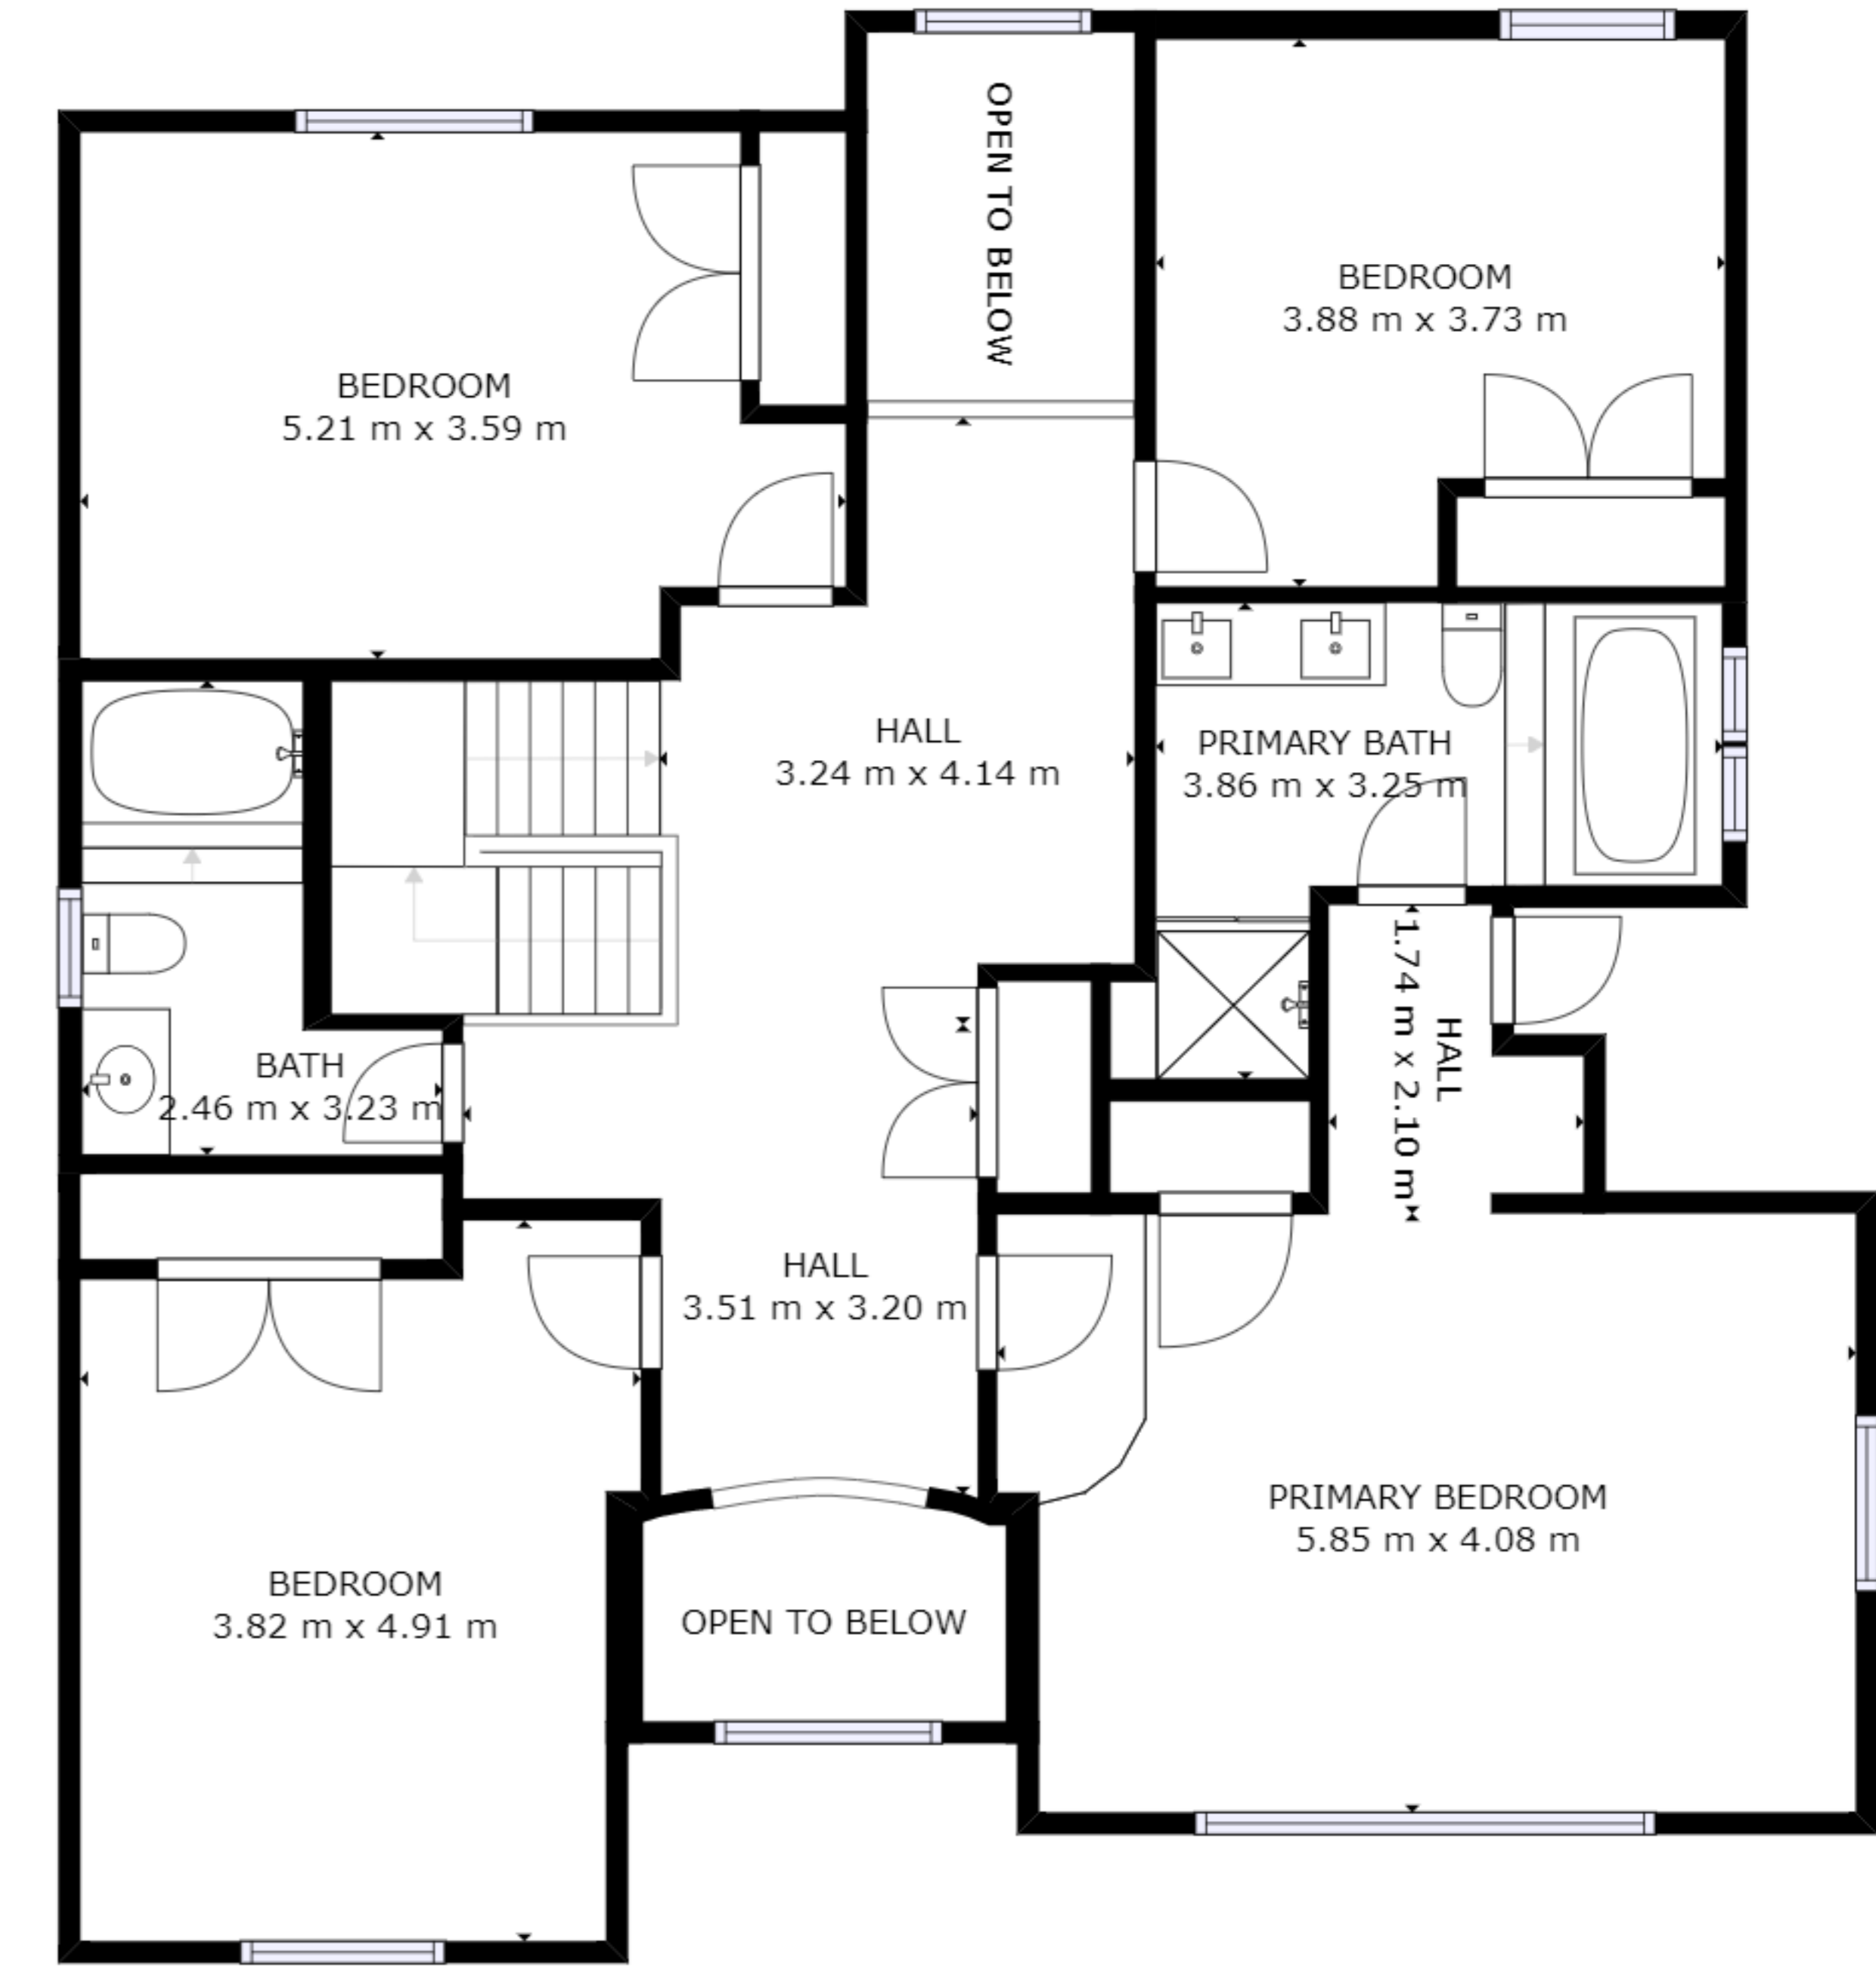 OPEN TO BELOW
BEDROOM
3.88 m x 3.73 m
BEDROOM
5.21 m x 3.59 m
HALL
3.24 m x 4.14 m
PRIMARY BATH
3.86 m x 3.25 m
HALL
1.74 m x 2.10 m
BATH
2.46 m x 3.23 m
HALL
3.51 m x 3.20 m
PRIMARY BEDROOM
5.85 m x 4.08 m
BEDROOM
3.82 m x 4.91 m
OPEN TO BELOW